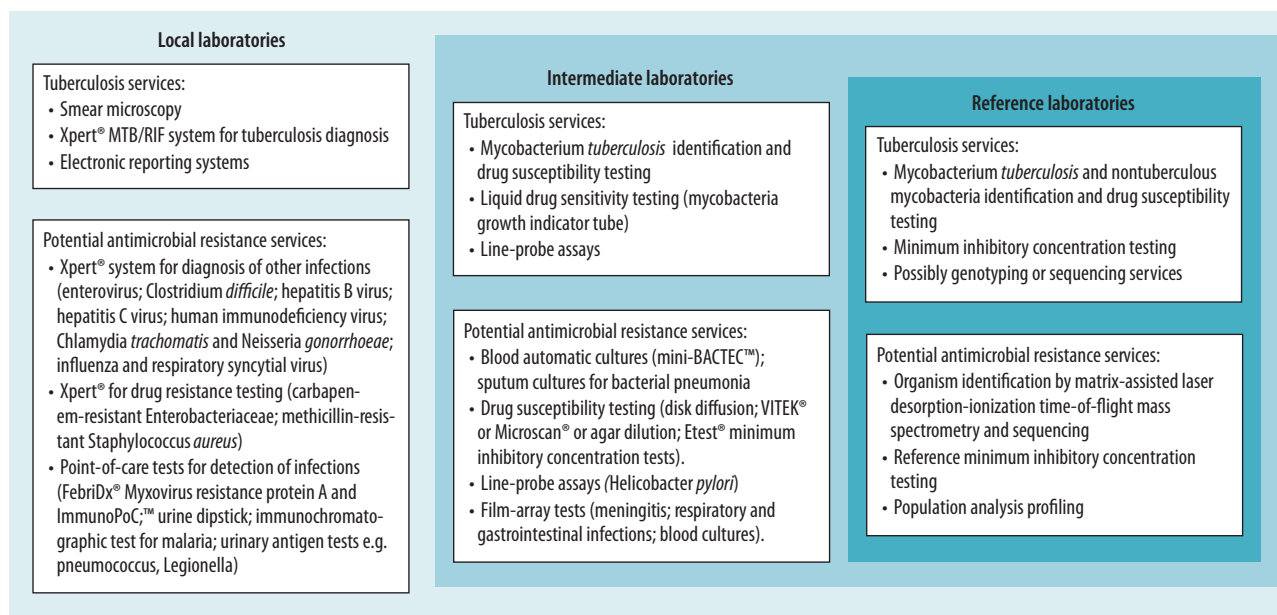 Local laboratories
Tuberculosis services:
• Smear microscopy
• Xpert® MTB/RIF system for tuberculosis diagnosis
• Electronic reporting systems
Potential antimicrobial resistance services:
• Xpert® system for diagnosis of other infections
(enterovirus; Clostridium difficile; hepatitis B virus;
hepatitis C virus; human immunodeficiency virus;
Chlamydia trachomatis and Neisseria gonorrhoeae;
influenza and respiratory syncytial virus)
• Xpert® for drug resistance testing (carbapen-
em-resistant Enterobacteriaceae; methicillin-resis-
tant Staphylococcus aureus)
• Point-of-care tests for detection of infections
(FebriDx® Myxovirus resistance protein A and
ImmunoPoC;™ urine dipstick; immunochromato-
graphic test for malaria; urinary antigen tests e.g.
pneumococcus, Legionella)
Intermediate laboratories
Tuberculosis services:
• Mycobacterium tuberculosis identification and
drug susceptibility testing
• Liquid drug sensitivity testing (mycobacteria
growth indicator tube)
• Line-probe assays
Potential antimicrobial resistance services:
• Blood automatic cultures (mini-BACTEC™);
sputum cultures for bacterial pneumonia
• Drug susceptibility testing (disk diffusion; VITEK®
or Microscan® or agar dilution; Etest® minimum
inhibitory concentration tests).
• Line-probe assays (Helicobacter pylori)
• Film-array tests (meningitis; respiratory and
gastrointestinal infections; blood cultures).
Reference laboratories
Tuberculosis services:
• Mycobacterium tuberculosis and nontuberculous
mycobacteria identification and drug susceptibility
testing
• Minimum inhibitory concentration testing
• Possibly genotyping or sequencing services
Potential antimicrobial resistance services:
• Organism identification by matrix-assisted laser
desorption-ionization time-of-flight mass
spectrometry and sequencing
• Reference minimum inhibitory concentration
testing
• Population analysis profiling